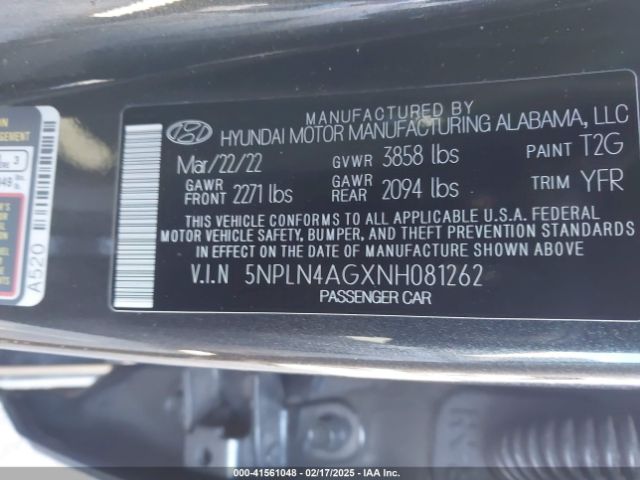 MANUFACTURED BY
HYUNDAI MOTOR MANUFACTURING ALABAMA, LLC
Mar/22/22 GVWR 3858 lbs PAINT T2G
GAWR FRONT 2271 lbs GAWR REAR 2094 lbs TRIM YFR
THIS VEHICLE CONFORMS TO ALL APPLICABLE U.S.A. FEDERAL
MOTOR VEHICLE SAFETY, BUMPER, AND THEFT PREVENTION STANDARDS
IN EFFECT ON THE DATE OF MANUFACTURE SHOWN ABOVE
V.I.N 5NPLN4AGXNH081262
PASSENGER CAR
A520
3
000-41561048 - 02/17/2025 - IAA Inc.